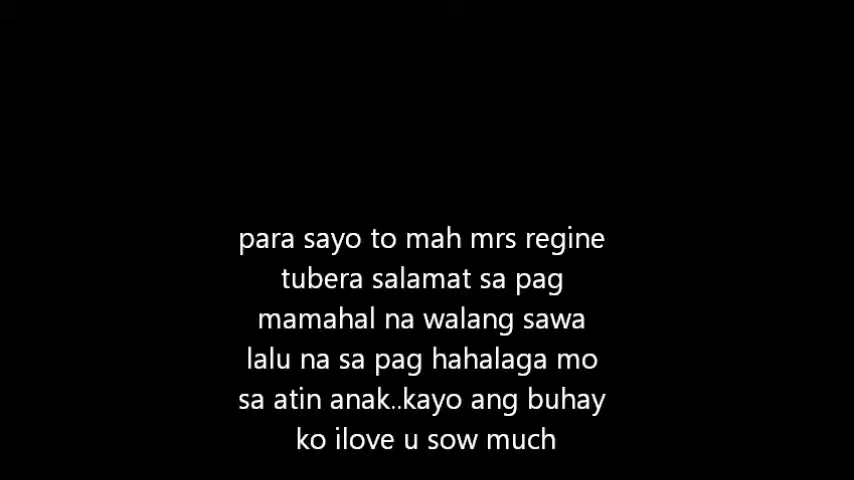 para sayo to mah mrs regine
tubera salamat sa pag
mamahal na walang sawa
lalu na sa pag hahalaga mo
sa atin anak..kayo ang buhay
ko ilove u sow much